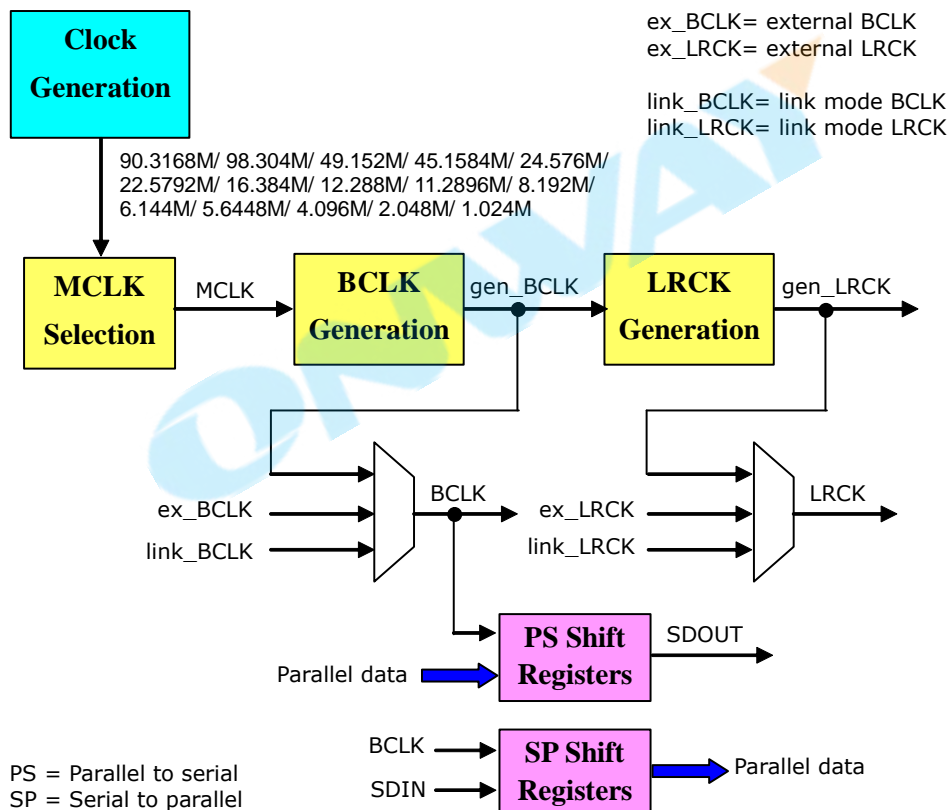 Clock
Generation
ex_BCLK= external BCLK
ex_LRCK= external LRCK
link_BCLK= link mode BCLK
link_LRCK= link mode LRCK
90.3168M/ 98.304M/ 49.152M/ 45.1584M/ 24.576M/
22.5792M/ 16.384M/ 12.288M/ 11.2896M/ 8.192M/
6.144M/ 5.6448M/ 4.096M/ 2.048M/ 1.024M
MCLK
Selection
MCLK
BCLK
Generation
gen_BCLK
LRCK
Generation
gen_LRCK
ONWAY
ex_BCLK
link_BCLK
BCLK
ex_LRCK
link_LRCK
LRCK
PS Shift
Registers
SDOUT
Parallel data
BCLK
SDIN
SP Shift
Registers
Parallel data
PS = Parallel to serial
SP = Serial to parallel